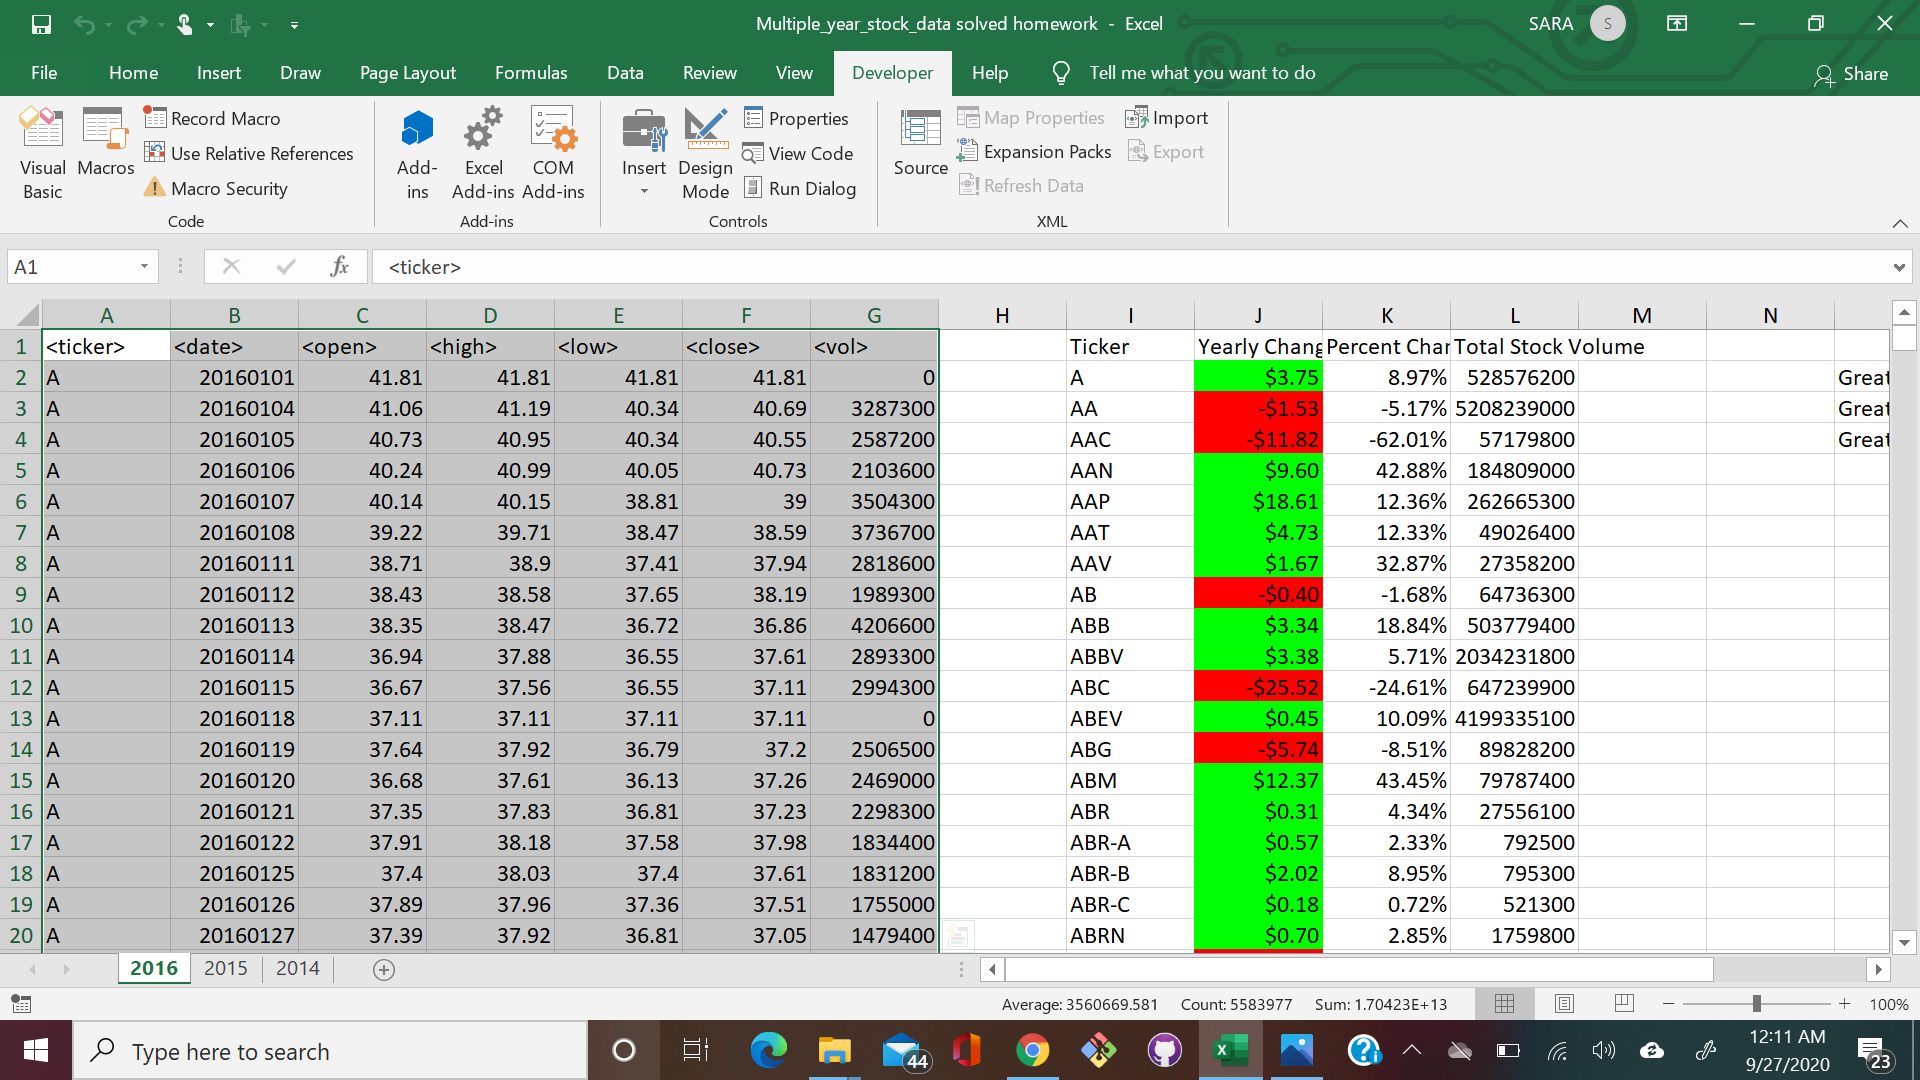 Multiple_year_stock_data solved homework - Excel SARA S
File Home Insert Draw Page Layout Formulas Data Review View Developer Help Tell me what you want to do Share
Visual Basic
Macros
Record Macro
Use Relative References
Macro Security
Code
Add-ins
Excel Add-ins
COM Add-ins
Add-ins
Insert
Design Mode
Properties
View Code
Run Dialog
Controls
Source
Map Properties
Expansion Packs
Refresh Data
Import
Export
XML
A1 fx <ticker>
A B C D E F G H I J K L M N
1 <ticker> <date> <open> <high> <low> <close> <vol> Ticker Yearly Chang Percent Char Total Stock Volume
2 A 20160101 41.81 41.81 41.81 41.81 0 A $3.75 8.97% 528576200 Great
3 A 20160104 41.06 41.19 40.34 40.69 3287300 AA -$1.53 -5.17% 5208239000 Great
4 A 20160105 40.73 40.95 40.34 40.55 2587200 AAC -$11.82 -62.01% 57179800 Great
5 A 20160106 40.24 40.99 40.05 40.73 2103600 AAN $9.60 42.88% 184809000
6 A 20160107 40.14 40.15 38.81 39 3504300 AAP $18.61 12.36% 262665300
7 A 20160108 39.22 39.71 38.47 38.59 3736700 AAT $4.73 12.33% 49026400
8 A 20160111 38.71 38.9 37.41 37.94 2818600 AAV $1.67 32.87% 27358200
9 A 20160112 38.43 38.58 37.65 38.19 1989300 AB -$0.40 -1.68% 64736300
10 A 20160113 38.35 38.47 36.72 36.86 4206600 ABB $3.34 18.84% 503779400
11 A 20160114 36.94 37.88 36.55 37.61 2893300 ABBV $3.38 5.71% 2034231800
12 A 20160115 36.67 37.56 36.55 37.11 2994300 ABC -$25.52 -24.61% 647239900
13 A 20160118 37.11 37.11 37.11 37.11 0 ABEV $0.45 10.09% 4199335100
14 A 20160119 37.64 37.92 36.79 37.2 2506500 ABG -$5.74 -8.51% 89828200
15 A 20160120 36.68 37.61 36.13 37.26 2469000 ABM $12.37 43.45% 79787400
16 A 20160121 37.35 37.83 36.81 37.23 2298300 ABR $0.31 4.34% 27556100
17 A 20160122 37.91 38.18 37.58 37.98 1834400 ABR-A $0.57 2.33% 792500
18 A 20160125 37.4 38.03 37.4 37.61 1831200 ABR-B $2.02 8.95% 795300
19 A 20160126 37.89 37.96 37.36 37.51 1755000 ABR-C $0.18 0.72% 521300
20 A 20160127 37.39 37.92 36.81 37.05 1479400 ABRN $0.70 2.85% 1759800
2016 2015 2014
Average: 3560669.581 Count: 5583977 Sum: 1.70423E+13 100%
Type here to search 44 12:11 AM
9/27/2020 23